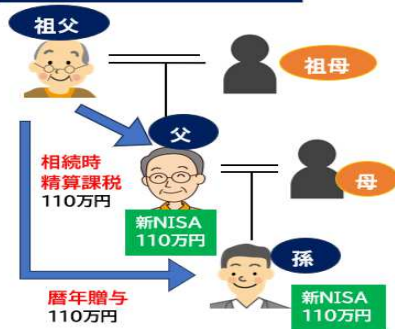 祖父
祖母
父
相続時
精算課税
110万円
母
新NISA
110万円
孫
暦年贈与
110万円
新NISA
110万円